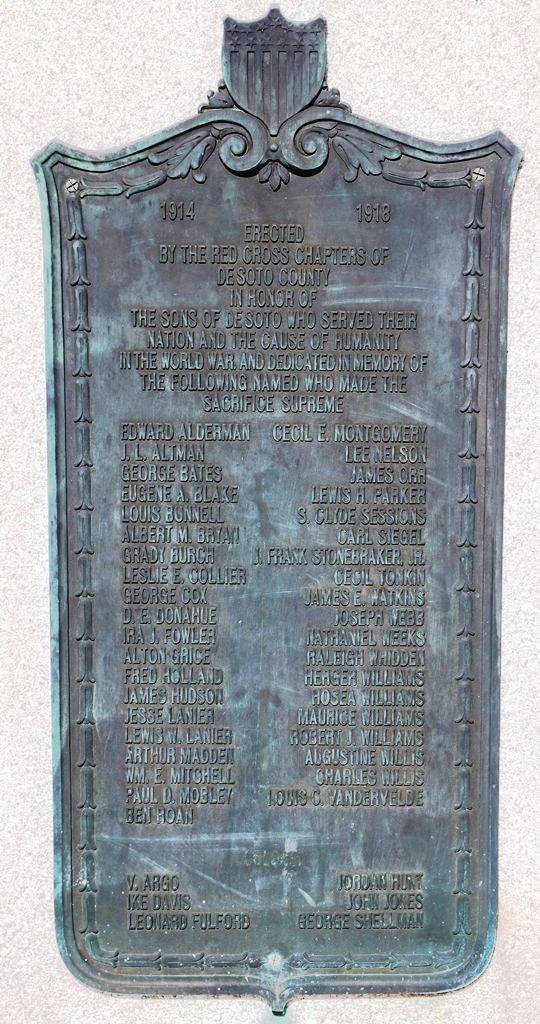 1914 1918
ERECTED
BY THE RED CROSS CHAPTERS OF
DESOTO COUNTY
IN HONOR OF
THE SONS OF DESOTO WHO SERVED THEIR
NATION AND THE CAUSE OF HUMANITY
IN THE WORLD WAR, AND DEDICATED IN MEMORY OF
THE FOLLOWING NAMED WHO MADE THE
SACRIFICE SUPREME
EDWARD ALDERMAN CECIL E. MONTGOMERY
J. L. ALTMAN LEE NELSON
GEORGE BATES JAMES ORR
EUGENE A. BLAKE LEWIS H. PARKER
LOUIS BUNNELL S. CLYDE SESSIONS
ALBERT M. BRYAN CARL SIEGEL
GRADY BURCH J. FRANK STONEBRAKER, JR.
LESLIE E. COLLIER CECIL TONKIN
GEORGE COX JAMES E. WATKINS
D. E. DONAHUE JOSEPH WEBB
IRA J. FOWLER NATHANIEL WEEKS
ALTON GRICE RALEIGH WHIDDEN
FRED HOLLAND HERGER WILLIAMS
JAMES HUDSON HOSEA WILLIAMS
JESSE LANIER MAURICE WILLIAMS
LEWIS W. LANIER ROBERT J. WILLIAMS
ARTHUR MADDEN AUGUSTINE WILLIS
WM. E. MITCHELL CHARLES WILLIS
PAUL D. MOBLEY LOUIS C. VANDERVELDE
BEN ROAN
V. ARGO JORDAN HURT
IKE DAVIS JOHN JONES
LEONARD FULFORD GEORGE SHELLMAN